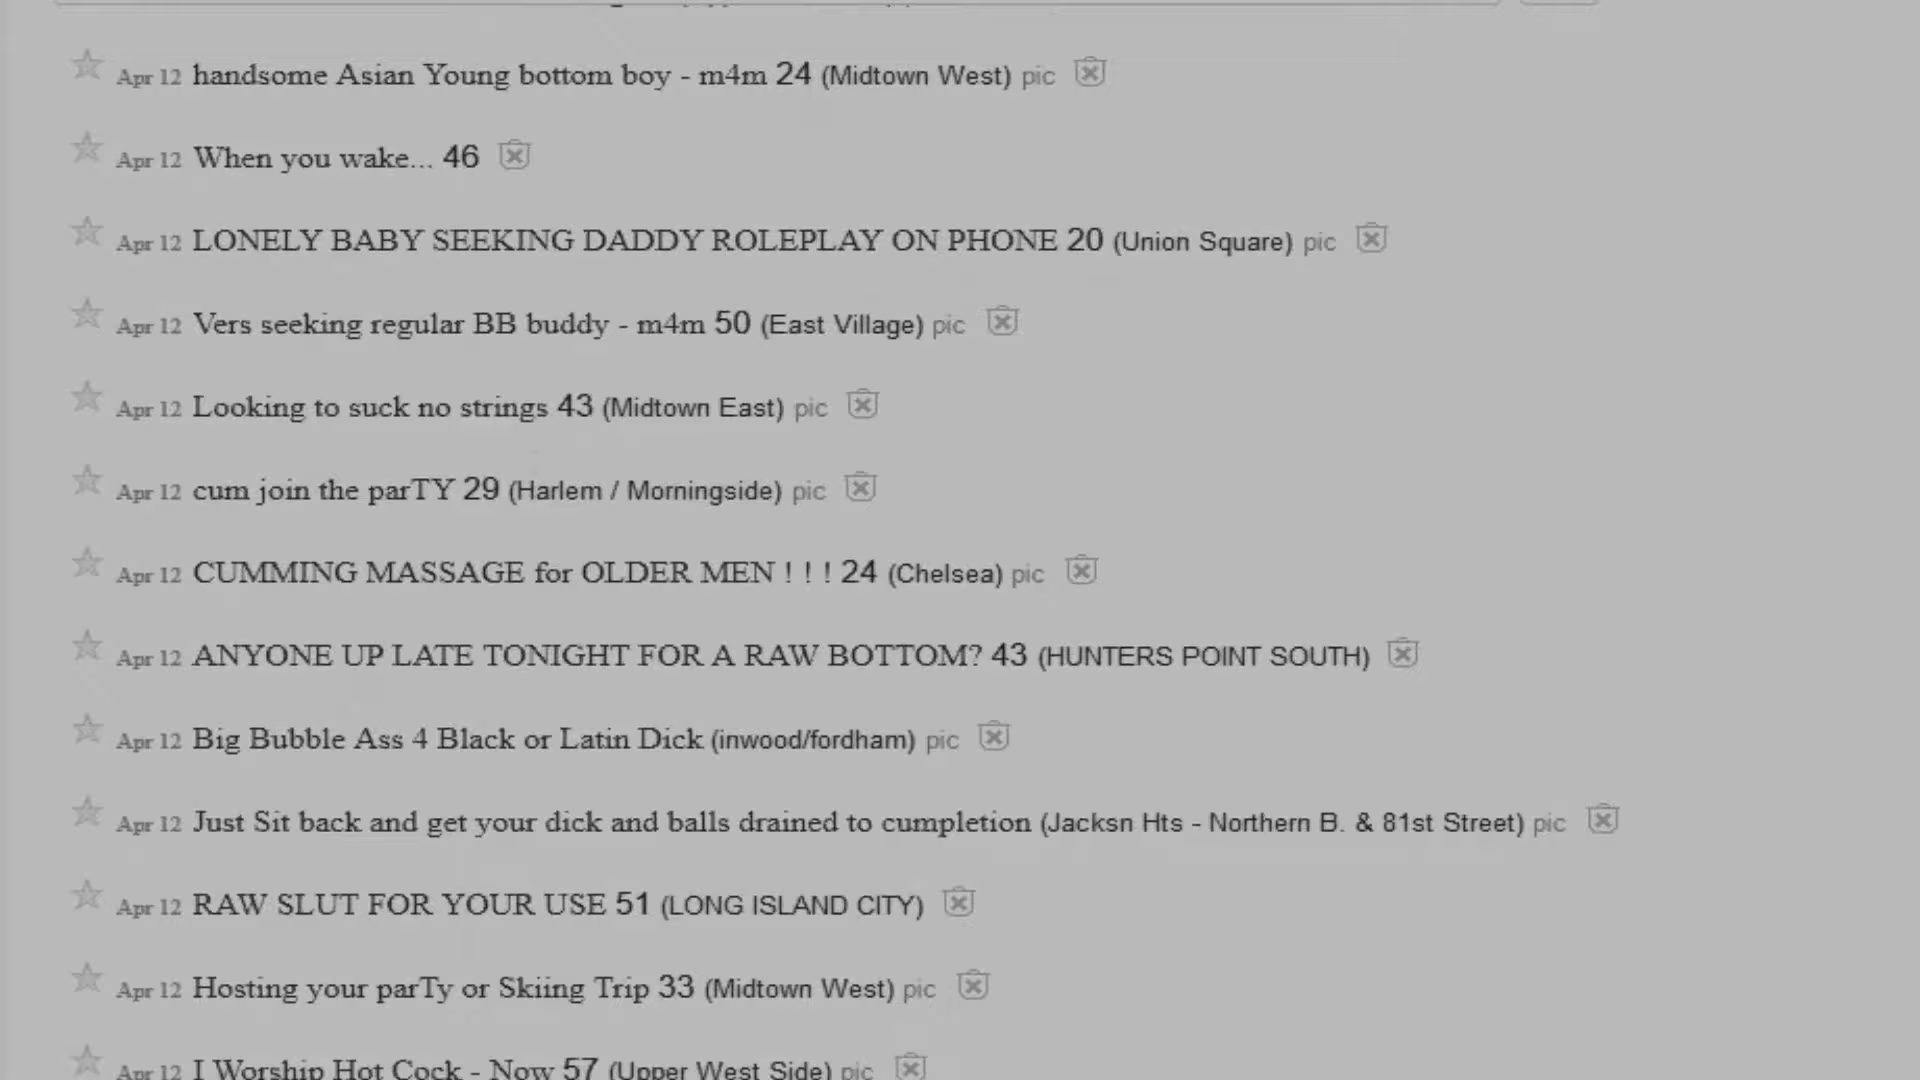 Apr 12 handsome Asian Young bottom boy - m4m 24 (Midtown West) pic
Apr 12 When you wake... 46
Apr 12 LONELY BABY SEEKING DADDY ROLEPLAY ON PHONE 20 (Union Square) pic
Apr 12 Vers seeking regular BB buddy - m4m 50 (East Village) pic
Apr 12 Looking to suck no strings 43 (Midtown East) pic
Apr 12 cum join the parTY 29 (Harlem / Morningside) pic
Apr 12 CUMMING MASSAGE for OLDER MEN ! ! ! 24 (Chelsea) pic
Apr 12 ANYONE UP LATE TONIGHT FOR A RAW BOTTOM? 43 (HUNTERS POINT SOUTH)
Apr 12 Big Bubble Ass 4 Black or Latin Dick (inwood/fordham) pic
Apr 12 Just Sit back and get your dick and balls drained to cumpletion (Jacksn Hts - Northern B. & 81st Street) pic
Apr 12 RAW SLUT FOR YOUR USE 51 (LONG ISLAND CITY)
Apr 12 Hosting your parTy or Skiing Trip 33 (Midtown West) pic
Apr 12 I Worship Hot Cock - Now 57 (Upper West Side) pic